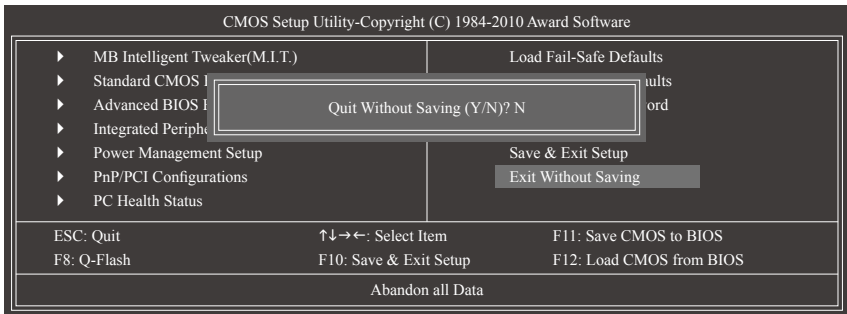 CMOS Setup Utility-Copyright (C) 1984-2010 Award Software
MB Intelligent Tweaker(M.I.T.)
Standard CMOS
Advanced BIOS
Integrated
Power Management Setup
PnP/PCI Configurations
PC Health Status
Load Fail-Safe Defaults
Save & Exit Setup
Exit Without Saving
Quit Without Saving (Y/N)? N
ESC: Quit
↑↓→←: Select Item
F11: Save CMOS to BIOS
F8: Q-Flash
F10: Save & Exit Setup
F12: Load CMOS from BIOS
Abandon all Data